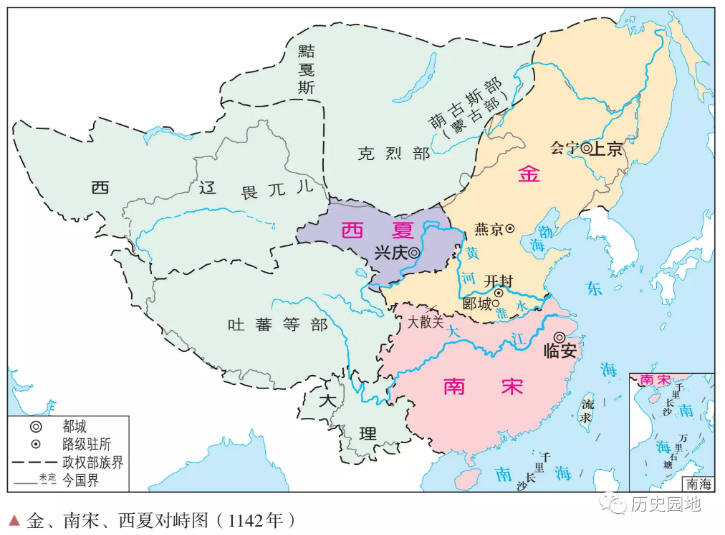 黠戛斯
萌古斯部
(蒙古部)
克烈部
会宁
上京
金
西
辽
畏兀儿
西夏
兴庆
燕京
渤海
黄河
开封
郾城
淮水
东海
吐蕃等部
大散关
大江
临安
南宋
大理
流求
南海
千里长沙
南宋
千里长沙
南海
万里石塘
南海
都城
路级驻所
政权部族界
未定
今国界
历史园地
▲ 金、南宋、西夏对峙图(1142年)